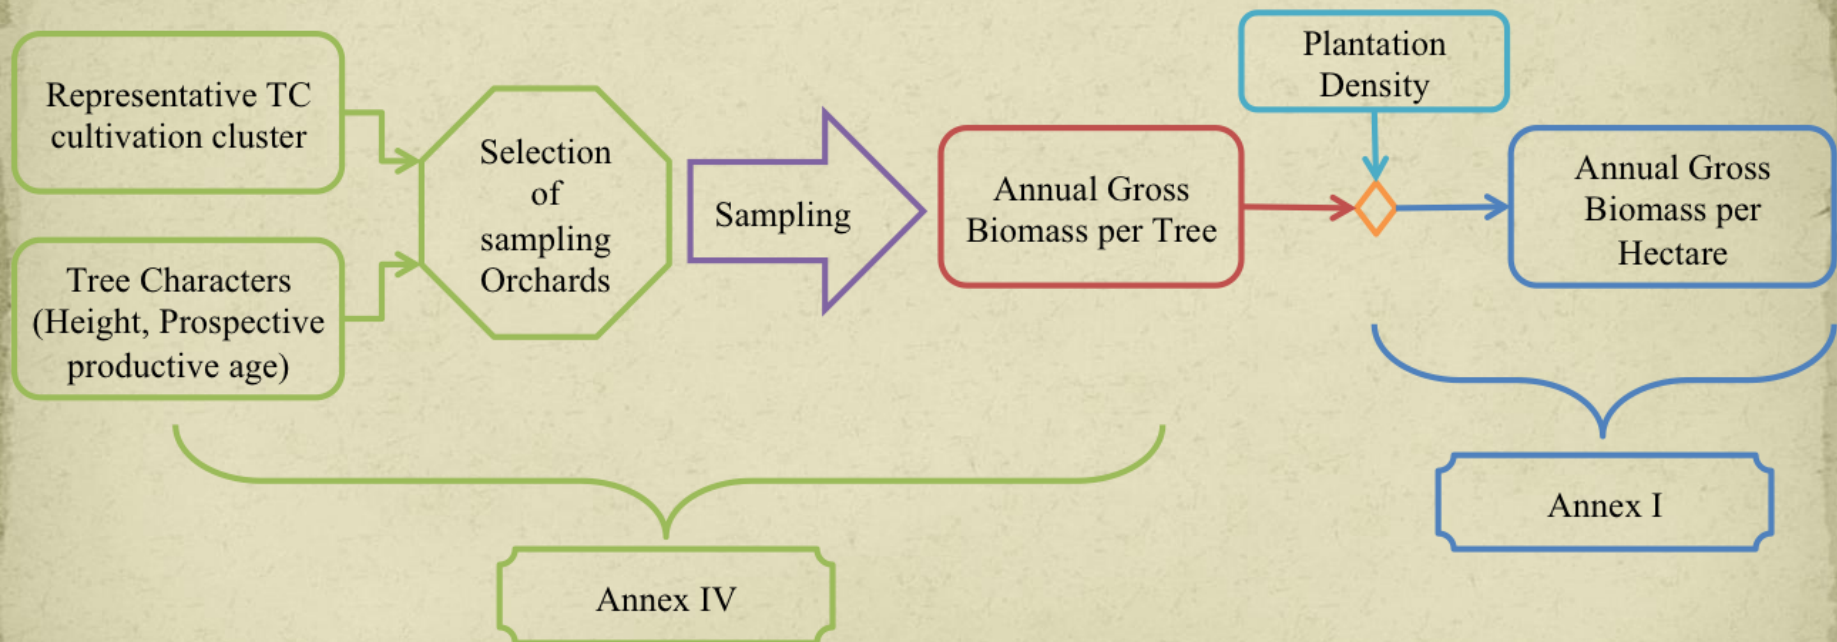 Representative TC
cultivation cluster
Tree Characters
(Height, Prospective
productive age)
Selection
of
sampling
Orchards
Sampling
Annual Gross
Biomass per Tree
Plantation
Density
Annual Gross
Biomass per
Hectare
Annex IV
Annex I